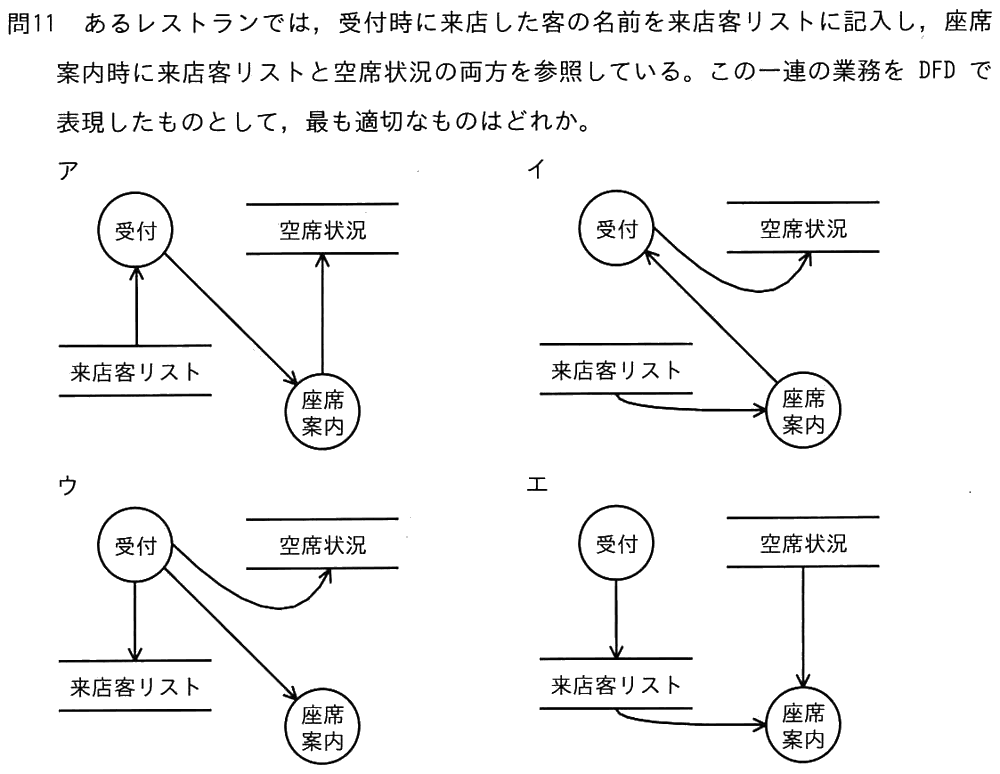 問11 あるレストランでは，受付時に来店した客の名前を来店客リストに記入し，座席
案内時に来店客リストと空席状況の両方を参照している。この一連の業務を DFD で
表現したものとして，最も適切なものはどれか。
ア
受付
空席状況
来店客リスト
座席
案内
イ
受付
空席状況
来店客リスト
座席
案内
ウ
受付
空席状況
来店客リスト
座席
案内
エ
受付
空席状況
来店客リスト
座席
案内